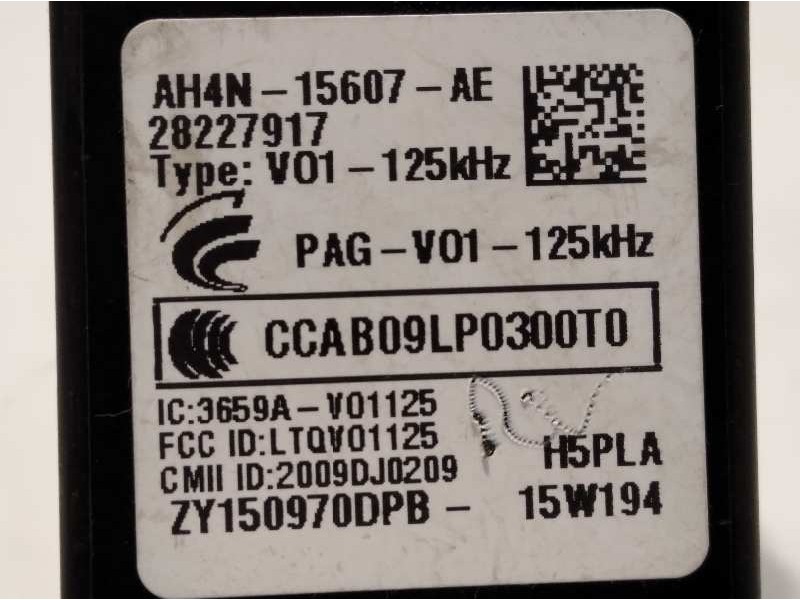 AH4N-15607-AE
28227917
Type: V01-125kHz
PAG-V01-125kHz
CCAB09LP0300T0
IC:3659A-V01125
FCC ID:LTQV01125
CMII ID:2009DJ0209
H5PLA
ZY150970DPB- 15W194